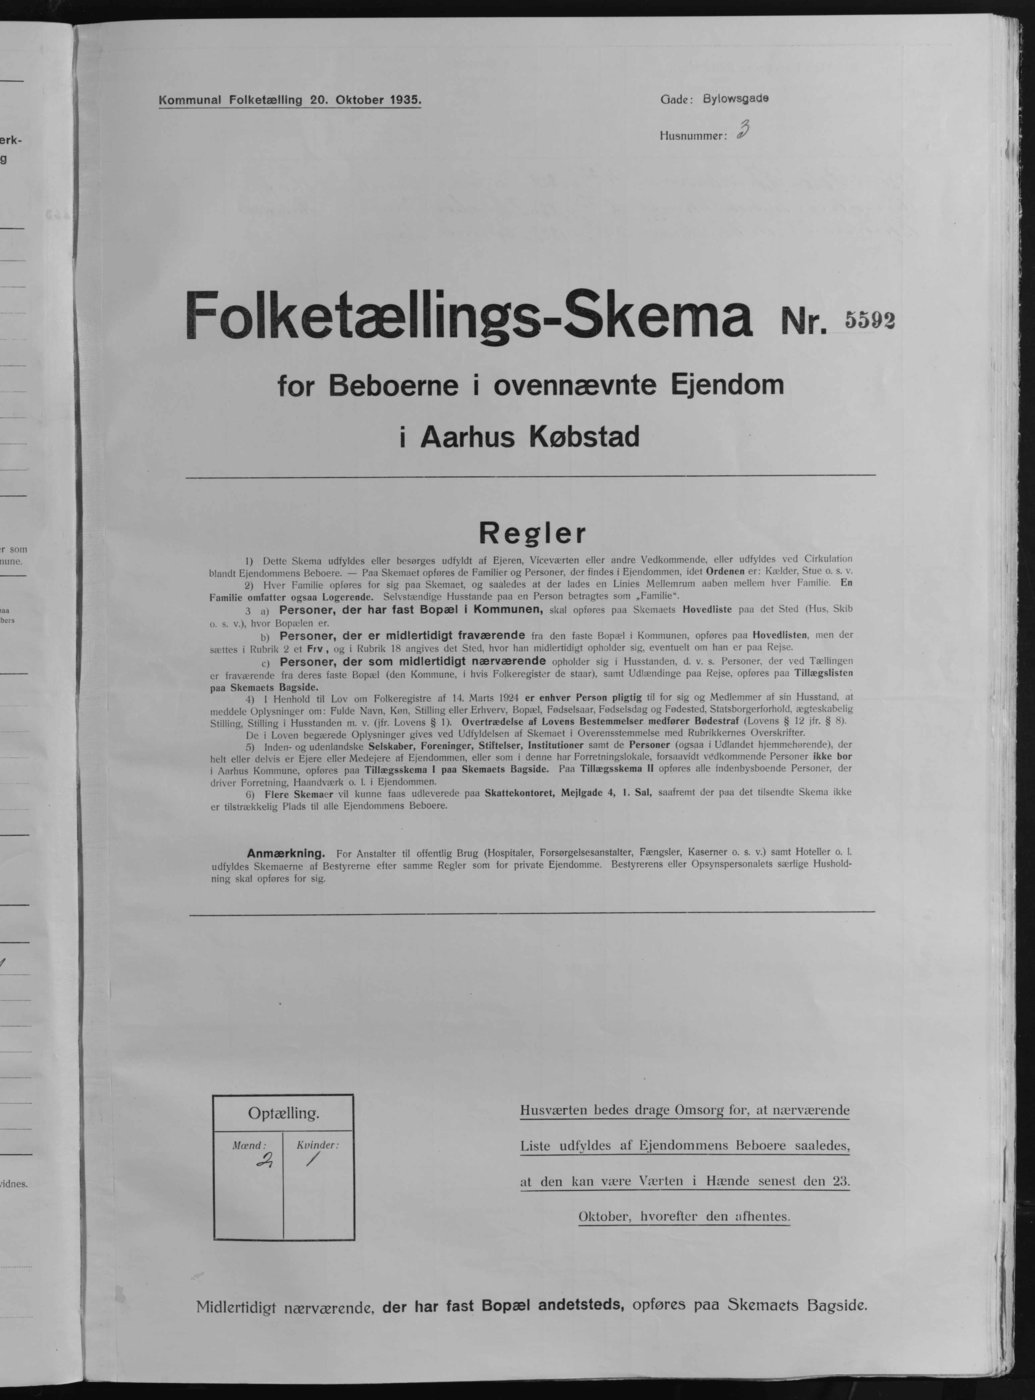 Kommunal Folketælling 20. Oktober 1935.
Gade: Bylowsgade
Husnummer: 3
Folketællings-Skema Nr. 5592
for Beboerne i ovennævnte Ejendom
i Aarhus Købstad
Regler
1) Dette Skema udfyldes eller besørges udfyldt af Ejeren, Viceværten eller andre Vedkommende, eller udfyldes ved Cirkulation
blandt Ejendommens Beboere. — Paa Skemaet opføres de Familier og Personer, der findes i Ejendommen, idet Ordenen er: Kælder, Stue o. s. v.
2) Hver Familie opføres for sig paa Skemaet, og saaledes at der lades en Linies Mellemrum aaben mellem hver Familie. En
Familie omfatter ogsaa Logerende. Selvstændige Husstande paa en Person betragtes som „Familie“.
3 a) Personer, der har fast Bopæl i Kommunen, skal opføres paa Skemaets Hovedliste paa det Sted (Hus, Skib
o. s. v.), hvor Bopælen er.
b) Personer, der er midlertidigt fraværende fra den faste Bopæl i Kommunen, opføres paa Hovedlisten, men der
sættes i Rubrik 2 et Frv, og i Rubrik 18 angives det Sted, hvor han midlertidigt opholder sig, eventuelt om han er paa Rejse.
c) Personer, der som midlertidigt nærværende opholder sig i Husstanden, d. v. s. Personer, der ved Tællingen
er fraværende fra deres faste Bopæl (den Kommune, i hvis Folkeregister de staar), samt Udlændinge paa Rejse, opføres paa Tillægslisten
paa Skemaets Bagside.
4) I Henhold til Lov om Folkeregistre af 14. Marts 1924 er enhver Person pligtig til for sig og Medlemmer af sin Husstand, at
meddele Oplysninger om: Fulde Navn, Køn, Stilling eller Erhverv, Bopæl, Fødselsaar, Fødselsdag og Fødested, Statsborgerforhold, ægteskabelig
Stilling, Stilling i Husstanden m. v. (jfr. Lovens § 1). Overtrædelse af Lovens Bestemmelser medfører Bødestraf (Lovens § 12 jfr. § 8).
De i Loven begærede Oplysninger gives ved Udfyldelsen af Skemaet i Overensstemmelse med Rubrikkernes Overskrifter.
5) Inden- og udenlandske Selskaber, Foreninger, Stiftelser, Institutioner samt de Personer (ogsaa i Udlandet hjemmehørende), der
helt eller delvis er Ejere eller Medejere af Ejendommen, eller som i denne har Forretningslokale, forsaavidt vedkommende Personer ikke bor
i Aarhus Kommune, opføres paa Tillægsskema I paa Skemaets Bagside. Paa Tillægsskema II opføres alle indenbysboende Personer, der
driver Forretning, Haandværk o. l. i Ejendommen.
6) Flere Skemaer vil kunne faas udleverede paa Skattekontoret, Mejlgade 4, 1. Sal, saafremt der paa det tilsendte Skema ikke
er tilstrækkelig Plads til alle Ejendommens Beboere.
Anmærkning. For Anstalter til offentlig Brug (Hospitaler, Forsørgelsesanstalter, Fængsler, Kaserner o. s. v.) samt Hoteller o. l.
udfyldes Skemaerne af Bestyrerne efter samme Regler som for private Ejendomme. Bestyrerens eller Opsynspersonalets særlige Hushold-
ning skal opføres for sig.
Optælling.
Mænd: Kvinder:
2 1
Husværten bedes drage Omsorg for, at nærværende
Liste udfyldes af Ejendommens Beboere saaledes,
at den kan være Værten i Hænde senest den 23.
Oktober, hvorefter den afhentes.
Midlertidigt nærværende, der har fast Bopæl andetsteds, opføres paa Skemaets Bagside.